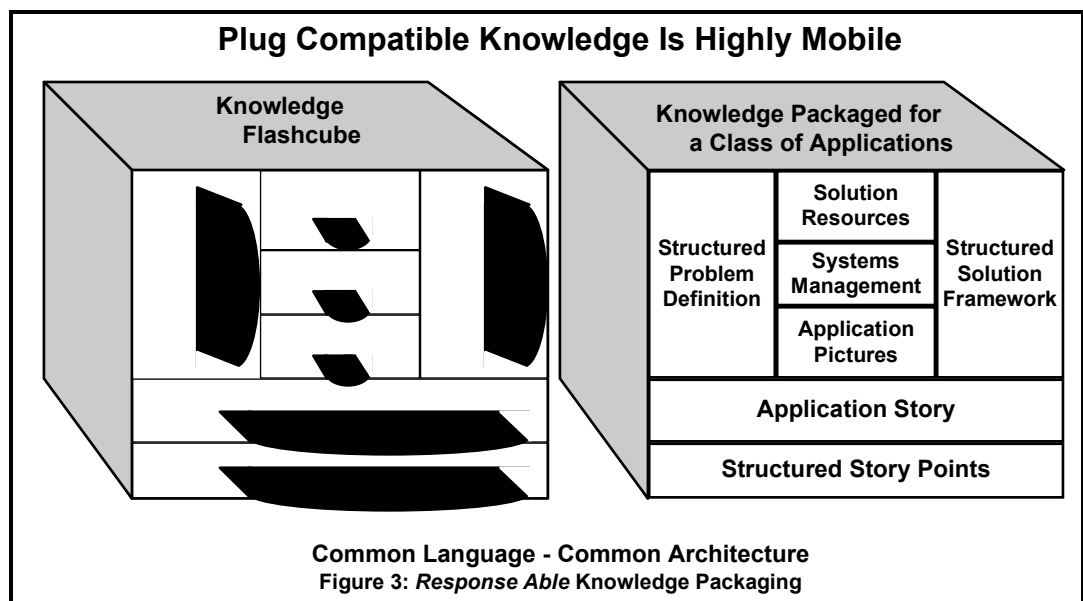 Plug Compatible Knowledge Is Highly Mobile
Knowledge
Flashcube
Knowledge Packaged for
a Class of Applications
Structured
Problem
Definition
Solution
Resources
Systems
Management
Application
Pictures
Structured
Solution
Framework
Application Story
Structured Story Points
Common Language - Common Architecture
Figure 3: Response Able Knowledge Packaging